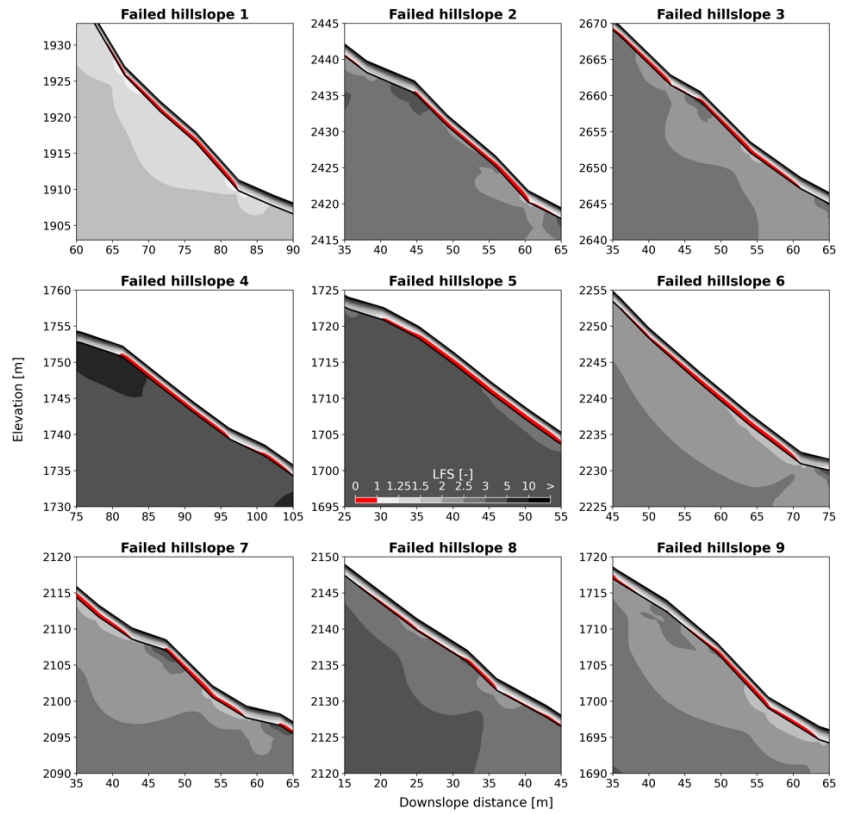 Failed hillslope 1
Failed hillslope 2
Failed hillslope 3
1930
1925
1920
1915
1910
1905
60 65 70 75 80 85 90
2445
2440
2435
2430
2425
2420
2415
35 40 45 50 55 60 65
2670
2665
2660
2655
2650
2645
2640
35 40 45 50 55 60 65
Failed hillslope 4
Failed hillslope 5
Failed hillslope 6
Elevation [m]
1760
1755
1750
1745
1740
1735
1730
75 80 85 90 95 100 105
1725
1720
1715
1710
1705
1700
1695
LFS [-]
0 1 1.25 1.5 2 2.5 3 5 10 >
25 30 35 40 45 50 55
2255
2250
2245
2240
2235
2230
2225
45 50 55 60 65 70 75
Failed hillslope 7
Failed hillslope 8
Failed hillslope 9
2120
2115
2110
2105
2100
2095
2090
35 40 45 50 55 60 65
2150
2145
2140
2135
2130
2125
2120
15 20 25 30 35 40 45
1720
1715
1710
1705
1700
1695
1690
35 40 45 50 55 60 65
Downslope distance [m]